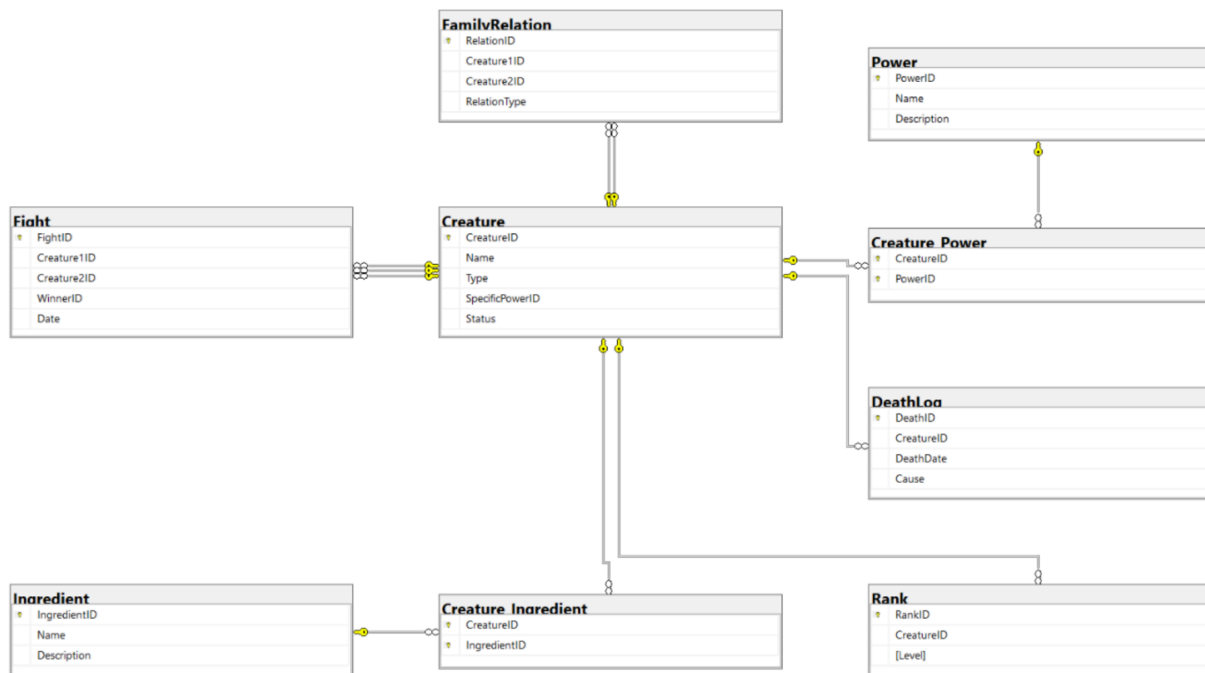 FamilyRelation
RelationID
Creature1ID
Creature2ID
RelationType
Power
PowerID
Name
Description
Fight
FightID
Creature1ID
Creature2ID
WinnerID
Date
Creature
CreatureID
Name
Type
SpecificPowerID
Status
Creature_Power
CreatureID
PowerID
DeathLog
DeathID
CreatureID
DeathDate
Cause
Ingredient
IngredientID
Name
Description
Creature_Ingredient
CreatureID
IngredientID
Rank
RankID
CreatureID
[Level]